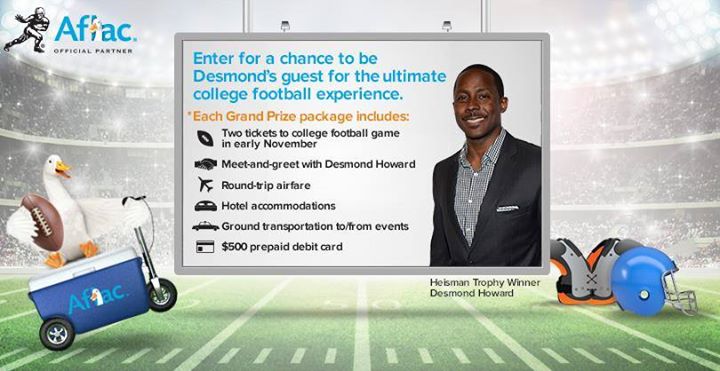 Aflac®
OFFICIAL PARTNER
Enter for a chance to be
Desmond's guest for the ultimate
college football experience.
*Each Grand Prize package includes:
Two tickets to college football game
in early November
Meet-and-greet with Desmond Howard
Round-trip airfare
Hotel accommodations
Ground transportation to/from events
$500 prepaid debit card
Aflac
Heisman Trophy Winner
Desmond Howard